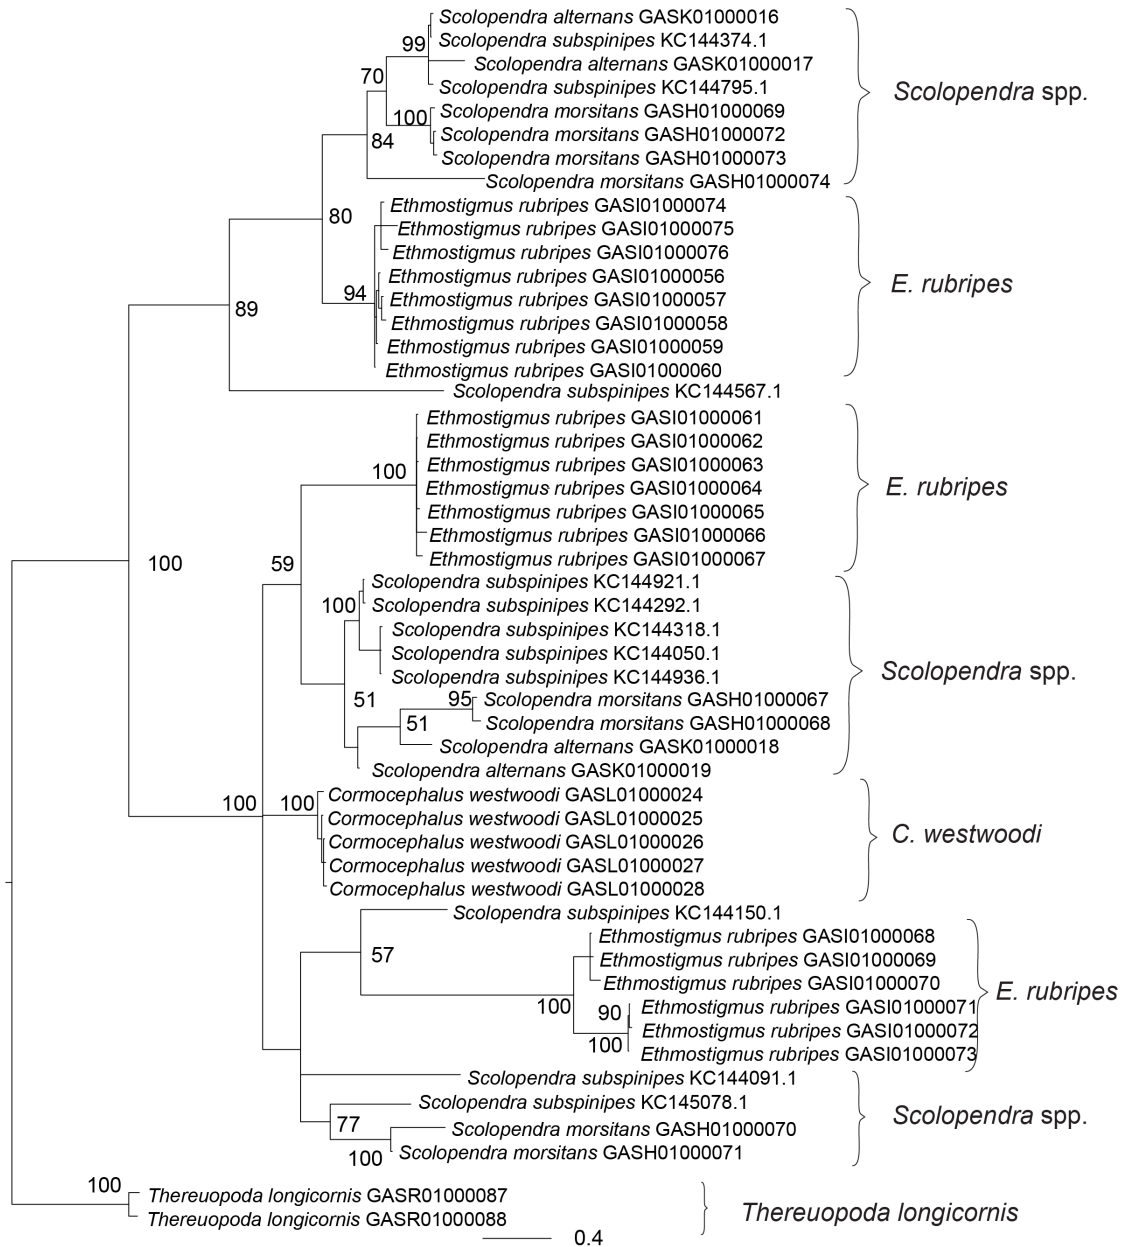 Scolopendra alternans GASK01000016
Scolopendra subspinipes KC144374.1
99
Scolopendra alternans GASK01000017
70
Scolopendra subspinipes KC144795.1
Scolopendra spp.
Scolopendra morsitans GASH01000069
100
Scolopendra morsitans GASH01000072
84
Scolopendra morsitans GASH01000073
Scolopendra morsitans GASH01000074
Ethmostigmus rubripes GASI01000074
80
Ethmostigmus rubripes GASI01000075
Ethmostigmus rubripes GASI01000076
Ethmostigmus rubripes GASI01000056
E. rubripes
94
Ethmostigmus rubripes GASI01000057
89
Ethmostigmus rubripes GASI01000058
Ethmostigmus rubripes GASI01000059
Ethmostigmus rubripes GASI01000060
Scolopendra subspinipes KC144567.1
Ethmostigmus rubripes GASI01000061
Ethmostigmus rubripes GASI01000062
100
Ethmostigmus rubripes GASI01000063
Ethmostigmus rubripes GASI01000064
E. rubripes
Ethmostigmus rubripes GASI01000065
Ethmostigmus rubripes GASI01000066
Ethmostigmus rubripes GASI01000067
100
59
Scolopendra subspinipes KC144921.1
100
Scolopendra subspinipes KC144292.1
Scolopendra subspinipes KC144318.1
Scolopendra subspinipes KC144050.1
Scolopendra subspinipes KC144936.1
Scolopendra spp.
51
95
Scolopendra morsitans GASH01000067
51
Scolopendra morsitans GASH01000068
Scolopendra alternans GASK01000018
Scolopendra alternans GASK01000019
100
100
Cormocephalus westwoodi GASL01000024
Cormocephalus westwoodi GASL01000025
Cormocephalus westwoodi GASL01000026
C. westwoodi
Cormocephalus westwoodi GASL01000027
Cormocephalus westwoodi GASL01000028
Scolopendra subspinipes KC144150.1
Ethmostigmus rubripes GASI01000068
57
Ethmostigmus rubripes GASI01000069
Ethmostigmus rubripes GASI01000070
E. rubripes
100
90
Ethmostigmus rubripes GASI01000071
Ethmostigmus rubripes GASI01000072
100
Ethmostigmus rubripes GASI01000073
Scolopendra subspinipes KC144091.1
Scolopendra subspinipes KC145078.1
Scolopendra spp.
77
Scolopendra morsitans GASH01000070
100
Scolopendra morsitans GASH01000071
100
Thereuopoda longicornis GASR01000087
Thereuopoda longicornis GASR01000088
Thereuopoda longicornis
0.4